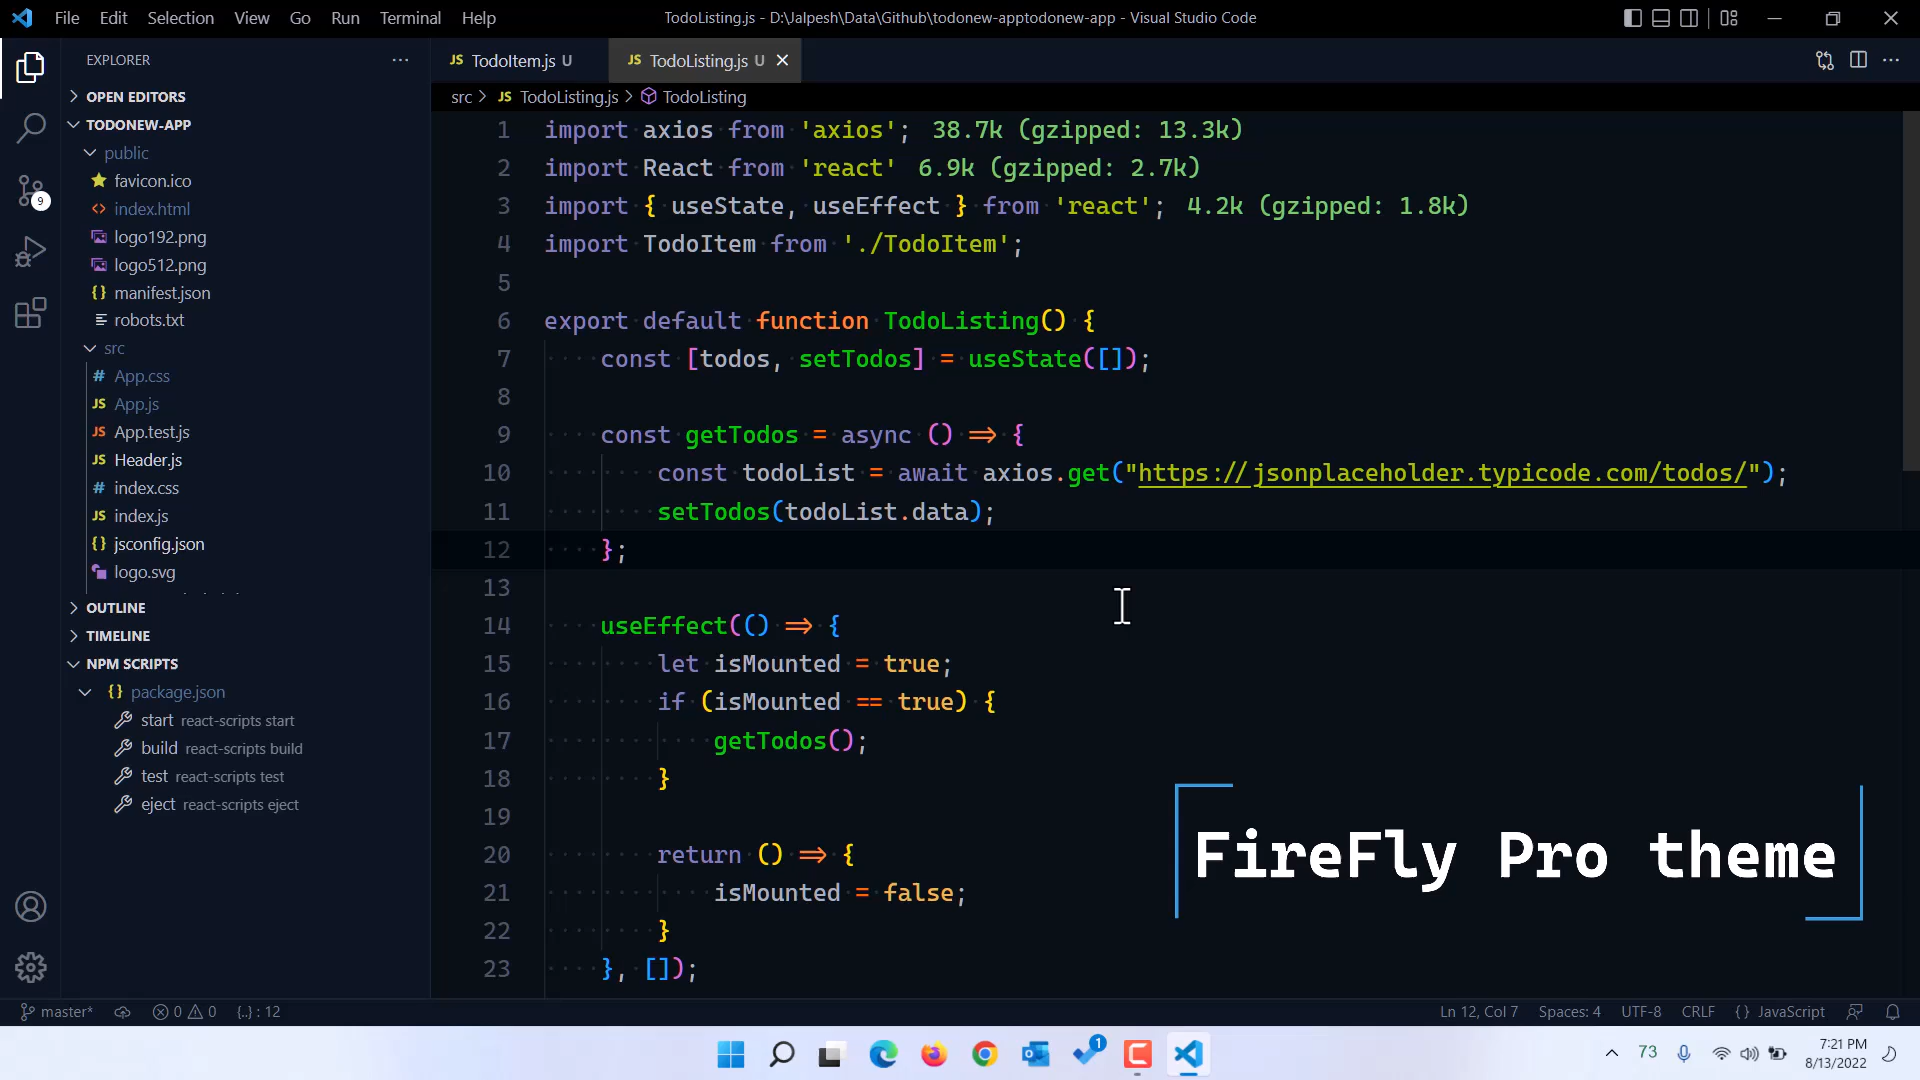 File Edit Selection View Go Run Terminal Help
TodoListing.js - D:\Jalpesh\Data\Github\todonew-apptodonew-app - Visual Studio Code
EXPLORER
OPEN EDITORS
TODONEW-APP
public
favicon.ico
index.html
logo192.png
logo512.png
manifest.json
robots.txt
src
App.css
App.js
App.test.js
Header.js
index.css
index.js
jsconfig.json
logo.svg
OUTLINE
TIMELINE
NPM SCRIPTS
package.json
start react-scripts start
build react-scripts build
test react-scripts test
eject react-scripts eject
9
JS TodoItem.js U
JS TodoListing.js U
src > JS TodoListing.js > TodoListing
1 import axios from 'axios'; 38.7k (gzipped: 13.3k)
2 import React from 'react' 6.9k (gzipped: 2.7k)
3 import { useState, useEffect } from 'react'; 4.2k (gzipped: 1.8k)
4 import TodoItem from './TodoItem';
5
6 export default function TodoListing() {
7 const [todos, setTodos] = useState([]);
8
9 const getTodos = async () => {
10 const todoList = await axios.get("https://jsonplaceholder.typicode.com/todos/");
11 setTodos(todoList.data);
12 };
13
14 useEffect(() => {
15 let isMounted = true;
16 if (isMounted == true) {
17 getTodos();
18 }
19
20 return () => {
21 isMounted = false;
22 }
23 }, []);
FireFly Pro theme
master* 0 0 {..} : 12
Ln 12, Col 7 Spaces: 4 UTF-8 CRLF {} JavaScript
1
73
7:21 PM
8/13/2022